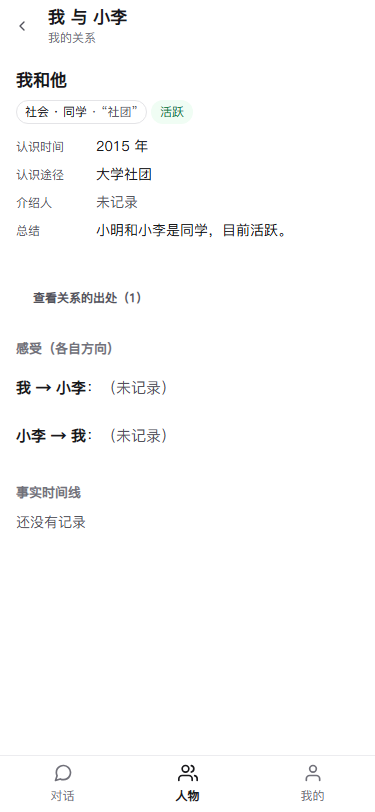 我 与 小李
我的关系
我和他
社会 · 同学 · “社团” 活跃
认识时间 2015 年
认识途径 大学社团
介绍人 未记录
总结 小明和小李是同学，目前活跃。
查看关系的出处（1）
感受（各自方向）
我 → 小李：（未记录）
小李 → 我：（未记录）
事实时间线
还没有记录
对话 人物 我的